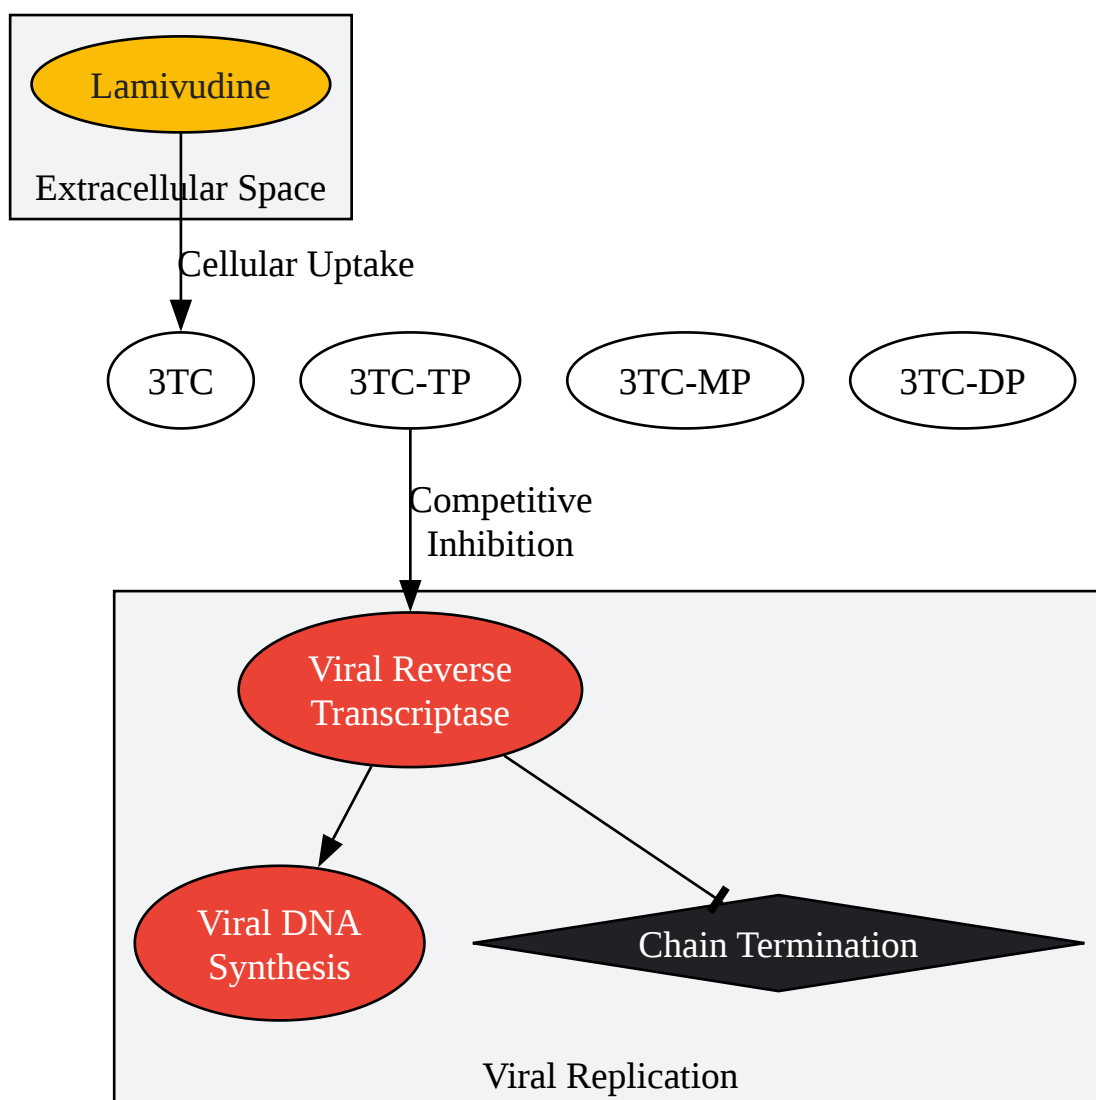 Lamivudine
Extracellular Space
Cellular Uptake
3TC
3TC-TP
3TC-MP
3TC-DP
Competitive
Inhibition
Viral Reverse
Transcriptase
Viral DNA
Synthesis
Chain Termination
Viral Replication